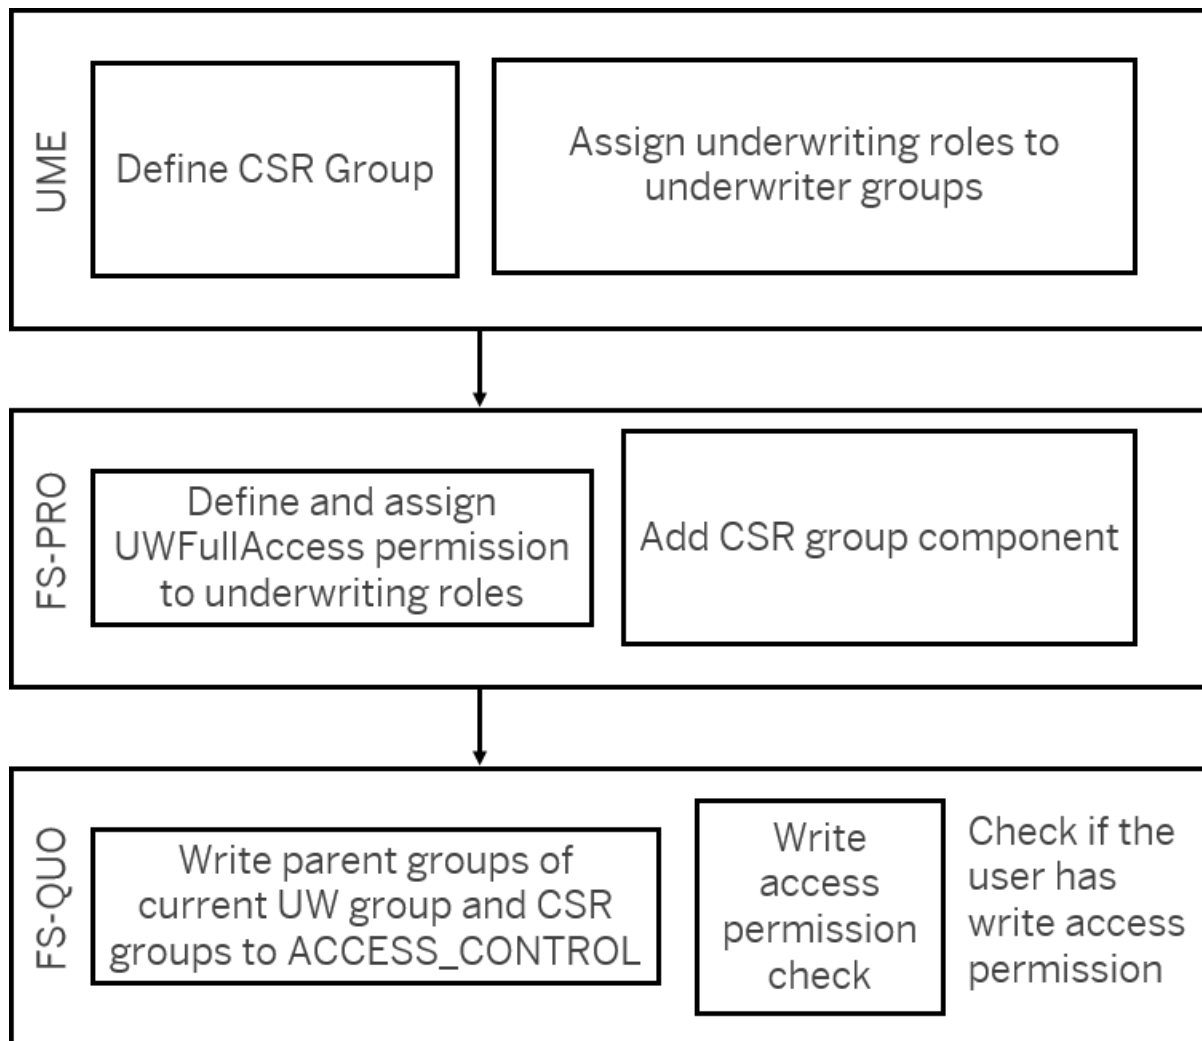 UME
Define CSR Group
Assign underwriting roles to
underwriter groups
FS-PRO
Define and assign
UWFullAccess permission
to underwriting roles
Add CSR group component
FS-QUO
Write parent groups of
current UW group and CSR
groups to ACCESS_CONTROL
Write
access
permission
check
Check if the
user has
write access
permission